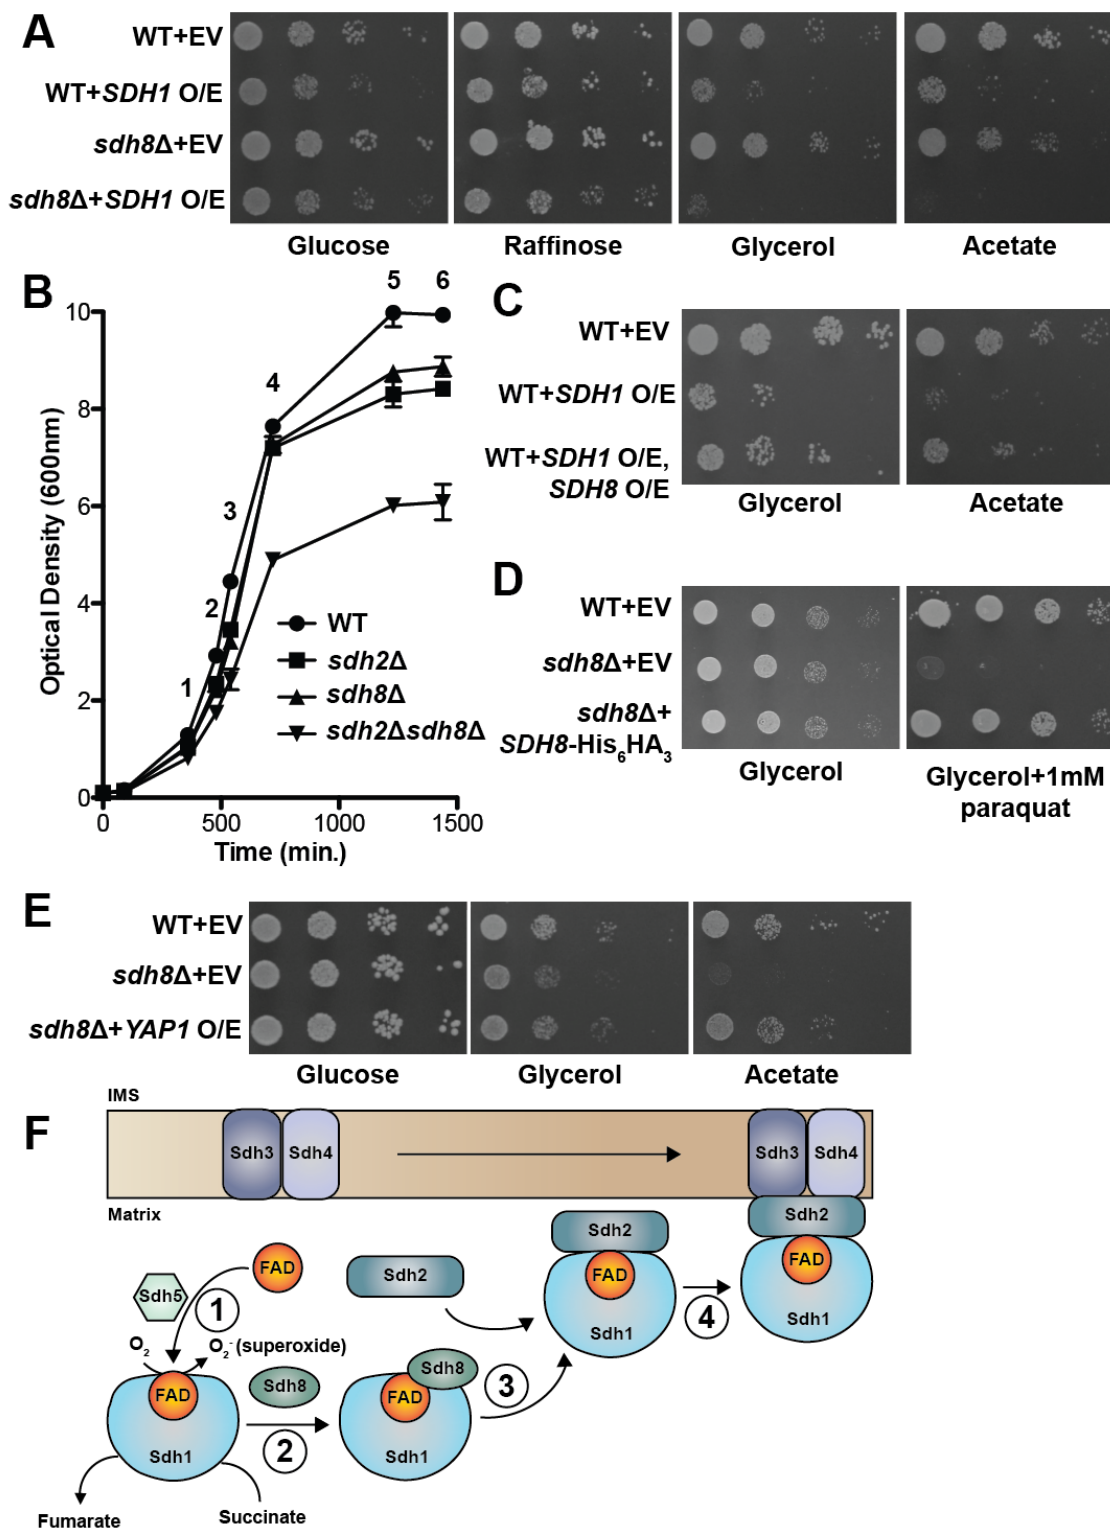 A
WT+EV
WT+SDH1 O/E
sdh8Δ+EV
sdh8Δ+SDH1 O/E
Glucose
Raffinose
Glycerol
Acetate
B
Optical Density (600nm)
10
8
6
4
2
0
0
500
1000
1500
Time (min.)
1
2
3
4
5
6
WT
sdh2Δ
sdh8Δ
sdh2Δsdh8Δ
C
WT+EV
WT+SDH1 O/E
WT+SDH1 O/E,
SDH8 O/E
Glycerol
Acetate
D
WT+EV
sdh8Δ+EV
sdh8Δ+
SDH8-His₆HA₃
Glycerol
Glycerol+1mM
paraquat
E
WT+EV
sdh8Δ+EV
sdh8Δ+YAP1 O/E
Glucose
Glycerol
Acetate
F
IMS
Sdh3
Sdh4
Sdh3
Sdh4
Matrix
Sdh2
Sdh2
Sdh2
FAD
FAD
FAD
Sdh5
1
Sdh1
Sdh1
4
O₂
O₂⁻ (superoxide)
Sdh8
Sdh8
3
FAD
FAD
Sdh1
2
Sdh1
Fumarate
Succinate